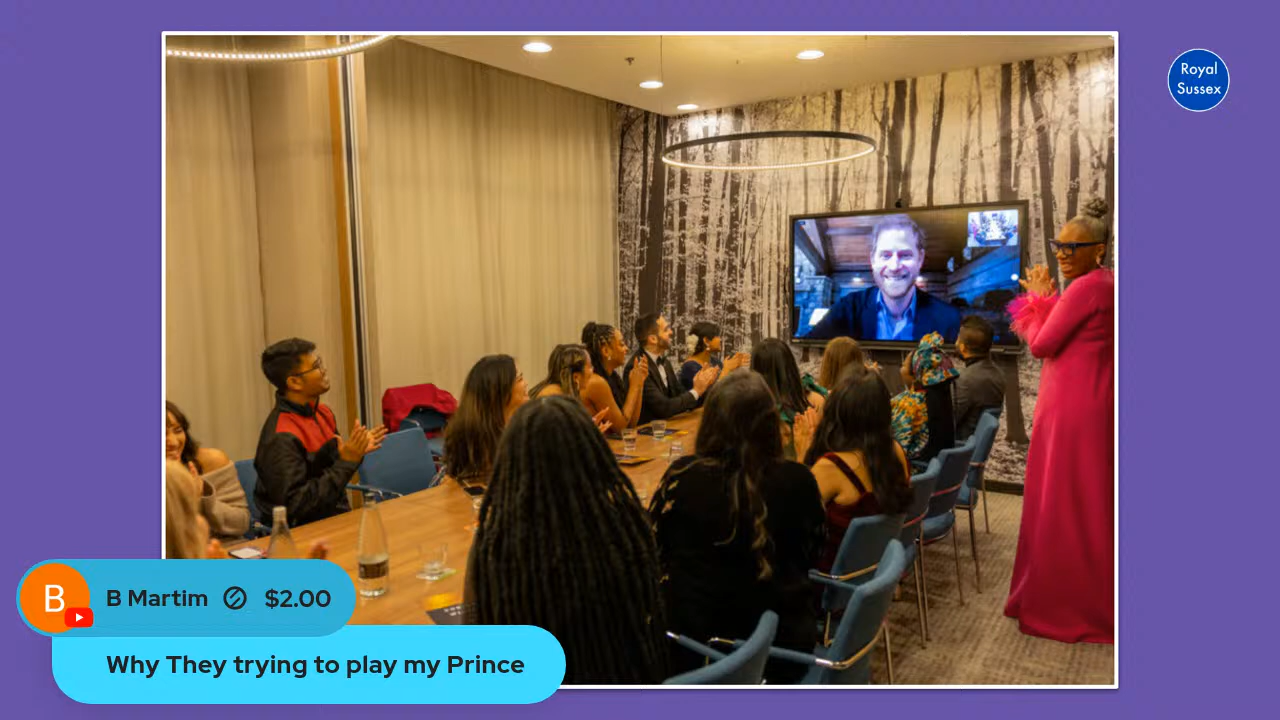 Royal
Sussex
B
B Martim $2.00
Why They trying to play my Prince